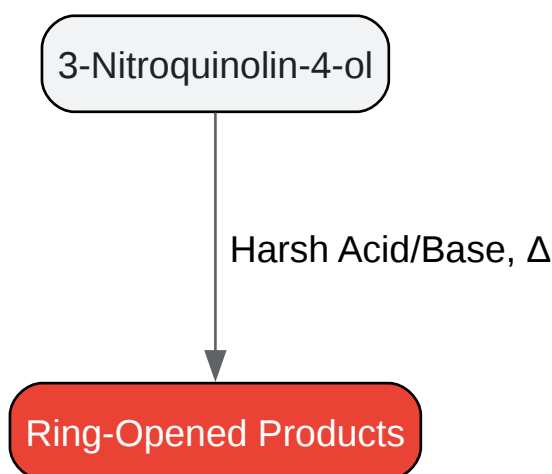 3-Nitroquinolin-4-ol
Harsh Acid/Base, Δ
Ring-Opened Products